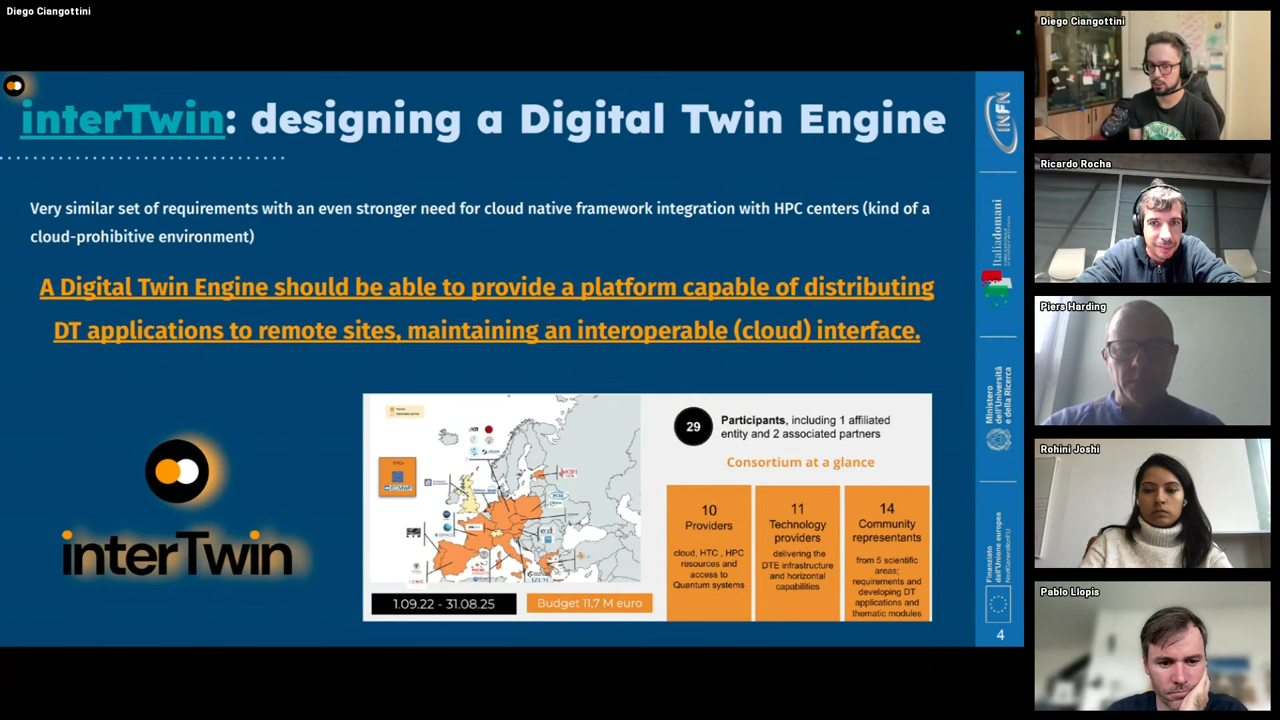 Diego Ciangottini
interTwin: designing a Digital Twin Engine
Very similar set of requirements with an even stronger need for cloud native framework integration with HPC centers (kind of a
cloud-prohibitive environment)
A Digital Twin Engine should be able to provide a platform capable of distributing
DT applications to remote sites, maintaining an interoperable (cloud) interface.
interTwin
1.09.22 - 31.08.25
Budget 11,7 M euro
29
Participants, including 1 affiliated
entity and 2 associated partners
Consortium at a glance
10
Providers
cloud, HTC , HPC
resources and
access to
Quantum systems
11
Technology
providers
delivering the
DTE infrastructure
and horizontal
capabilities
14
Community
representants
from 5 scientific
areas;
requirements and
developing DT
applications and
thematic modules
INFN
Italiadomani
Ministero
dell'Università
e della Ricerca
Finanziato
dall'Unione europea
NextGenerationEU
4
Diego Ciangottini
Ricardo Rocha
Piers Harding
Rohini Joshi
Pablo Llopis